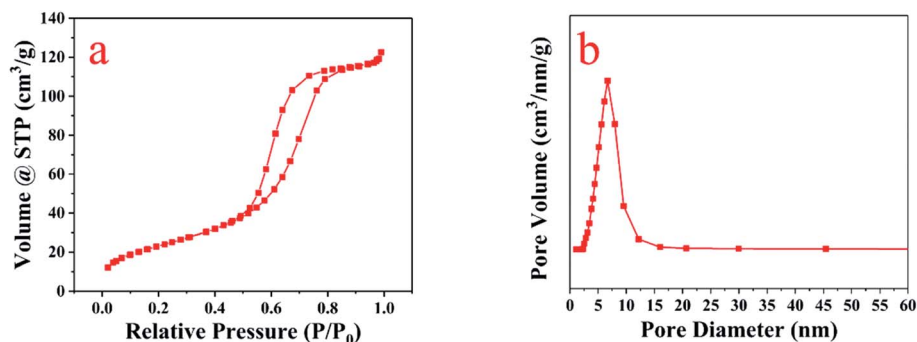 a
Volume @ STP (cm³/g)
140
120
100
80
60
40
20
0
0.0 0.2 0.4 0.6 0.8 1.0
Relative Pressure (P/P₀)
b
Pore Volume (cm³/nm/g)
0 5 10 15 20 25 30 35 40 45 50 55 60
Pore Diameter (nm)